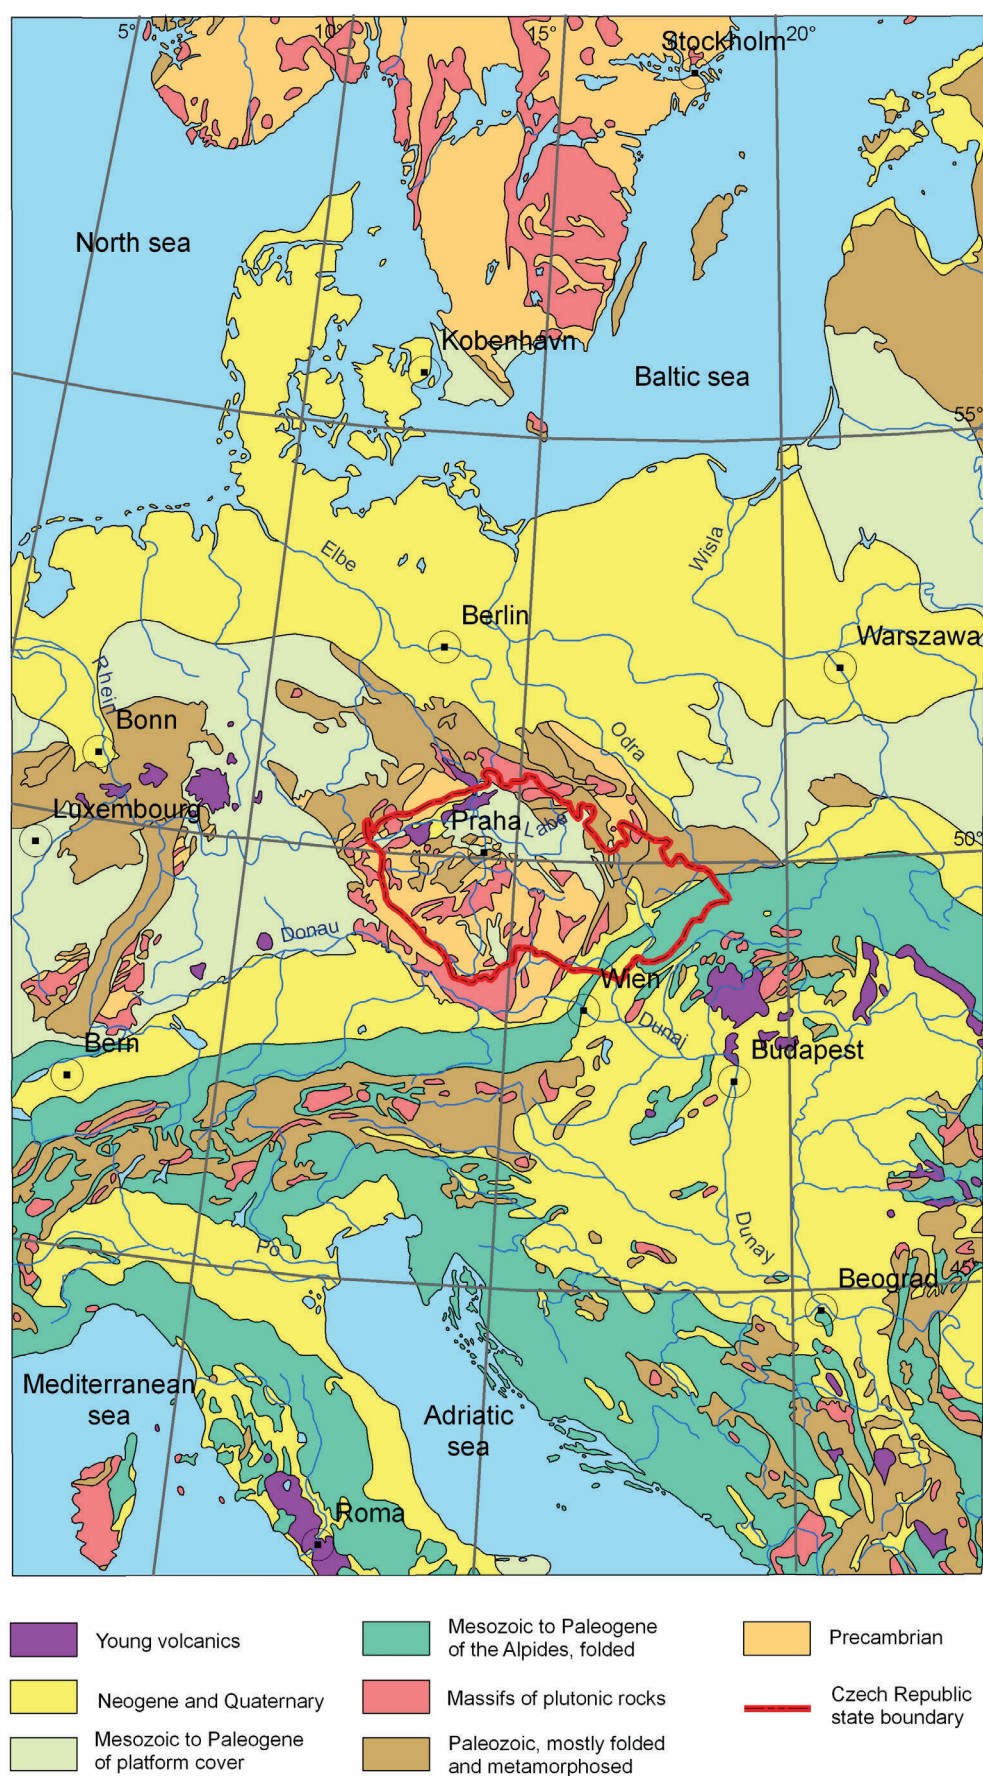 5°
10°
15°
20°
Stockholm
North sea
Kobenhavn
Baltic sea
55°
Elbe
Wisla
Berlin
Warszawa
Rhein
Bonn
Odra
Luxembourg
Praha
Labe
50°
Donau
Wien
Dunaj
Bern
Budapest
Dunay
Po
45°
Beograd
Mediterranean
sea
Adriatic
sea
Roma
Young volcanics
Neogene and Quaternary
Mesozoic to Paleogene
of platform cover
Mesozoic to Paleogene
of the Alpides, folded
Massifs of plutonic rocks
Paleozoic, mostly folded
and metamorphosed
Precambrian
Czech Republic
state boundary